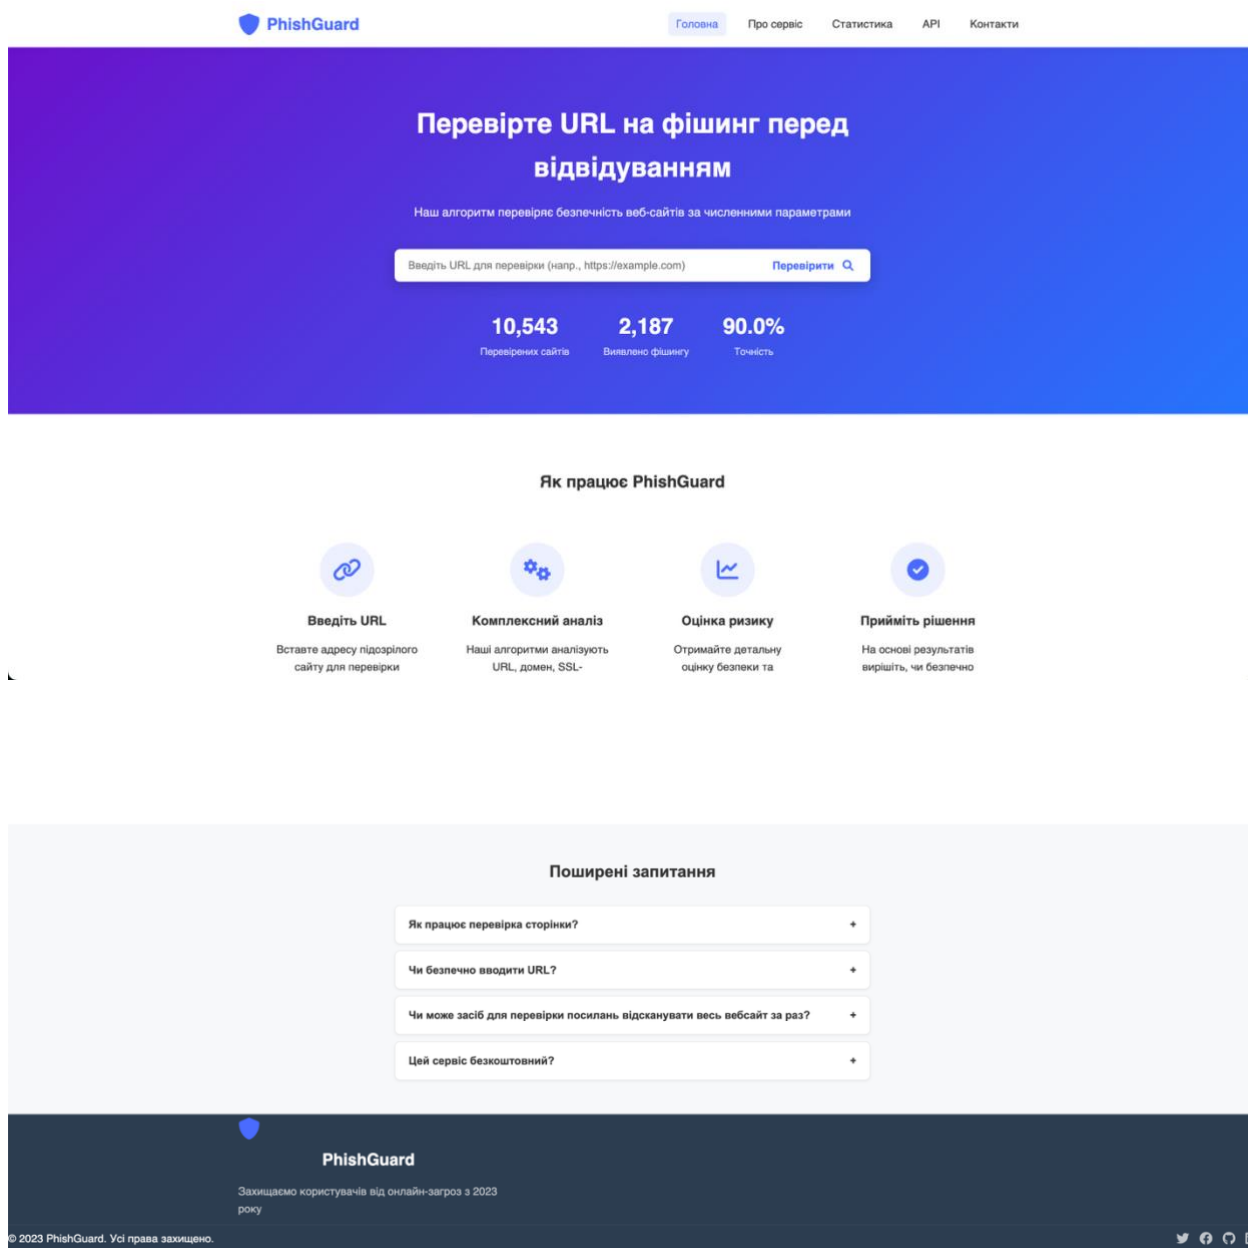 PhishGuard
Головна Про сервіс Статистика API Контакти
Перевірте URL на фішинг перед
відвідуванням
Наш алгоритм перевіряє безпечність веб-сайтів за численними параметрами
Введіть URL для перевірки (напр., https://example.com) Перевірити
10,543 2,187 90.0%
Перевірених сайтів Виявлено фішингу Точність
Як працює PhishGuard
Введіть URL
Вставте адресу підозрілого
сайту для перевірки
Комплексний аналіз
Наші алгоритми аналізують
URL, домен, SSL-
Оцінка ризику
Отримайте детальну
оцінку безпеки та
Прийміть рішення
На основі результатів
вирішіть, чи безпечно
Поширені запитання
Як працює перевірка сторінки? +
Чи безпечно вводити URL? +
Чи може засіб для перевірки посилань відсканувати весь вебсайт за раз? +
Цей сервіс безкоштовний? +
PhishGuard
Захищаємо користувачів від онлайн-загроз з 2023
року
© 2023 PhishGuard. Усі права захищено.